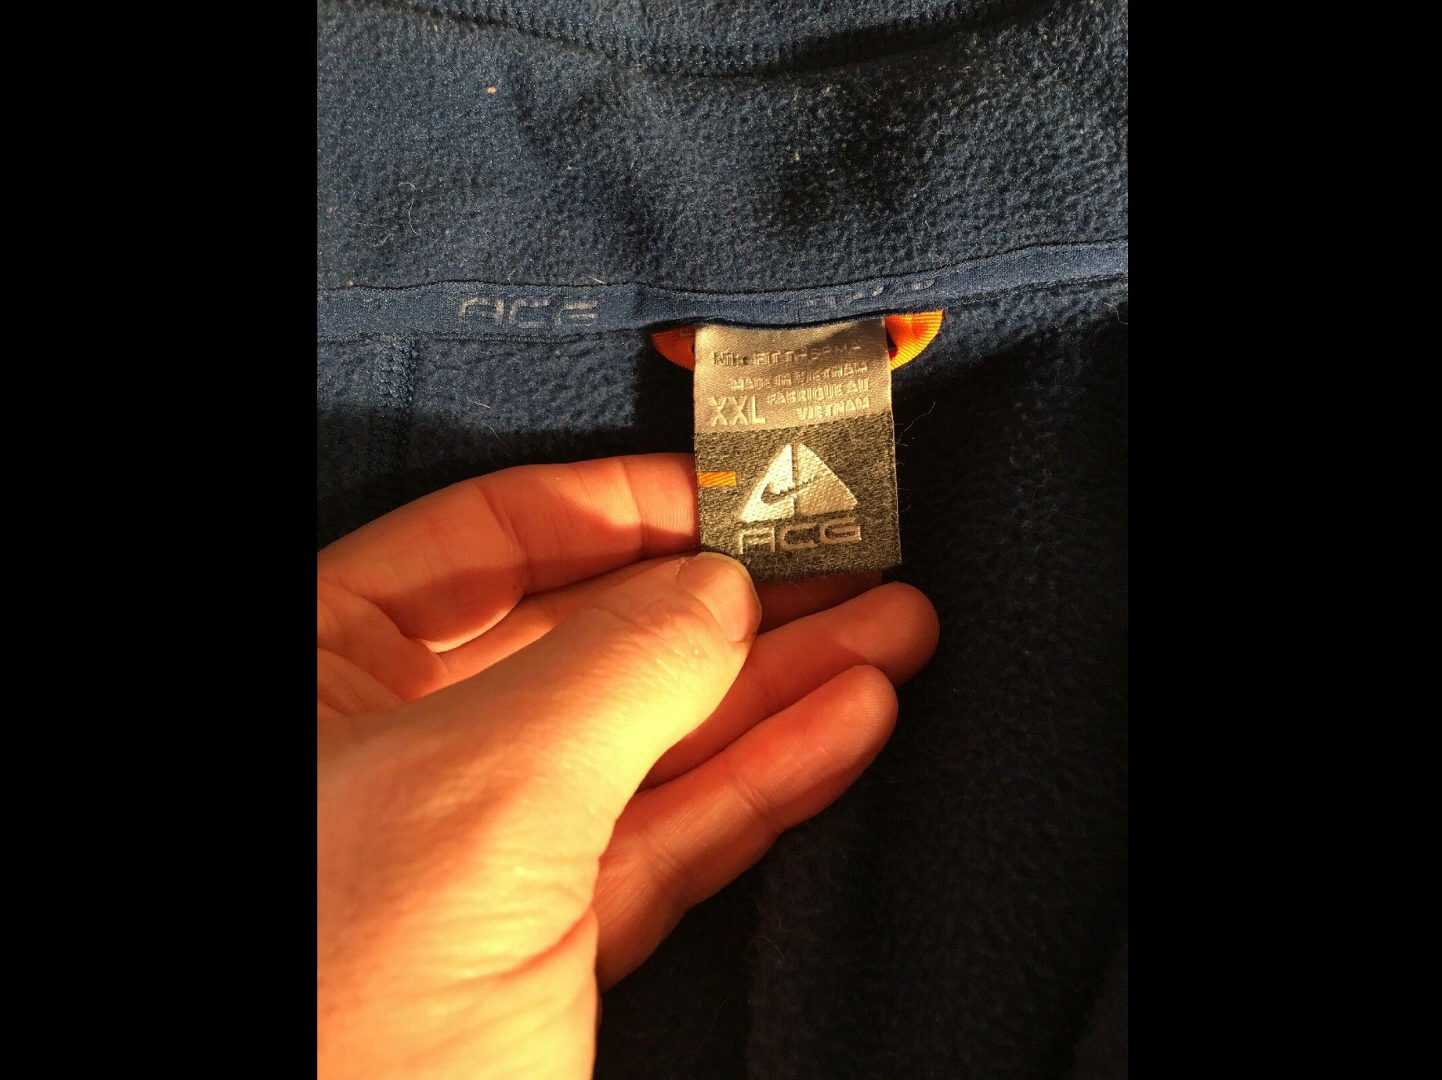 ACG
NIKE FIT THERMA
MADE IN VIETNAM
XXL FABRIQUE AU
VIETNAM
ACG